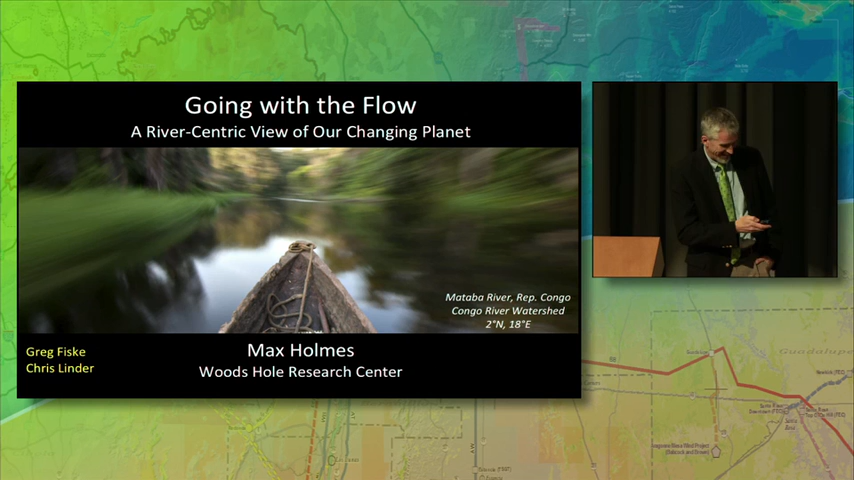 Going with the Flow
A River-Centric View of Our Changing Planet
Mataba River, Rep. Congo
Congo River Watershed
2°N, 18°E
Greg Fiske
Chris Linder
Max Holmes
Woods Hole Research Center
Guadalupe